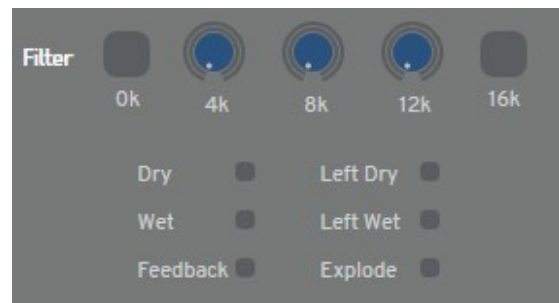 Filter
0k 4k 8k 12k 16k
Dry Left Dry
Wet Left Wet
Feedback Explode